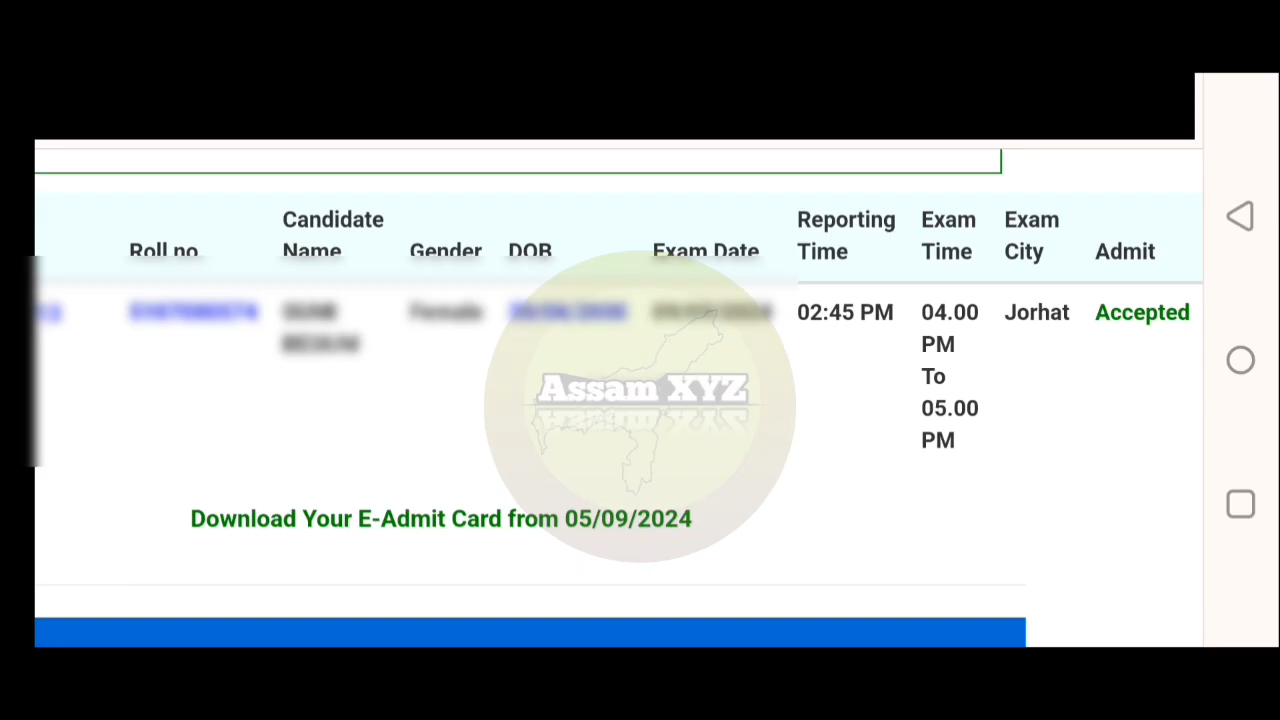 Roll no
Candidate
Name
Gender
DOB
Exam Date
Reporting
Time
Exam
Time
Exam
City
Admit
02:45 PM
04.00
PM
To
05.00
PM
Jorhat
Accepted
Assam XYZ
Download Your E-Admit Card from 05/09/2024